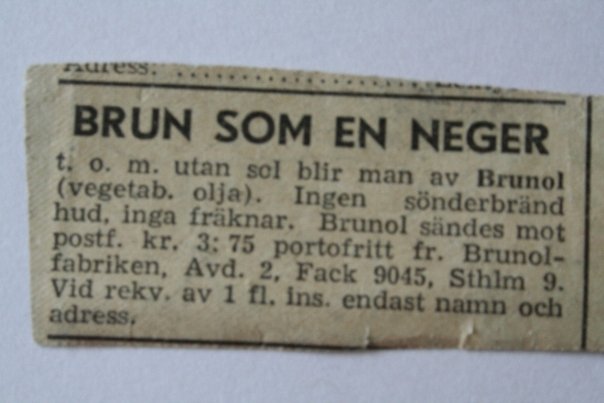 Adress.
BRUN SOM EN NEGER
t. o. m. utan sol blir man av Brunol
(vegetab. olja). Ingen sönderbränd
hud, inga fräknar. Brunol sändes mot
postf. kr. 3: 75 portofritt fr. Brunol-
fabriken, Avd. 2, Fack 9045, Sthlm 9.
Vid rekv. av 1 fl. ins. endast namn och
adress.